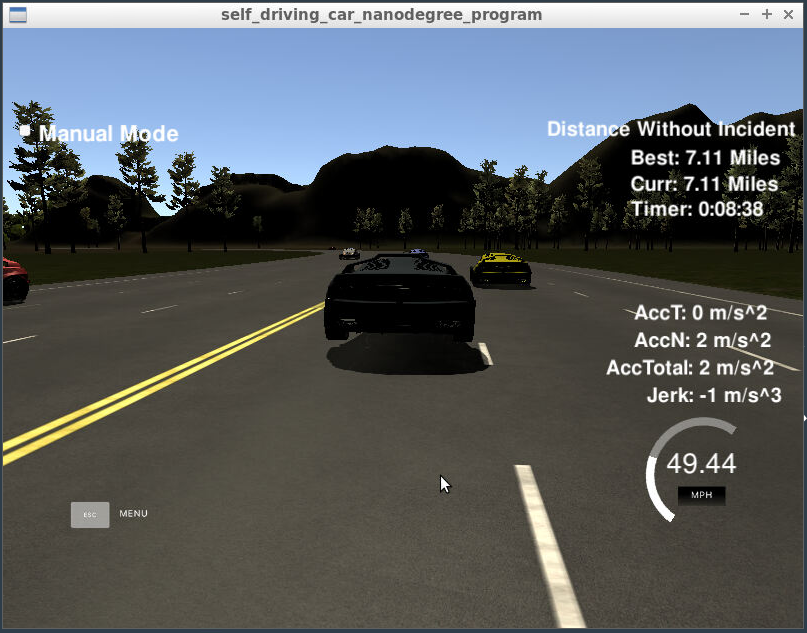 self_driving_car_nanodegree_program
Manual Mode
Distance Without Incident
Best: 7.11 Miles
Curr: 7.11 Miles
Timer: 0:08:38
AccT: 0 m/s^2
AccN: 2 m/s^2
AccTotal: 2 m/s^2
Jerk: -1 m/s^3
49.44
MPH
ESC MENU